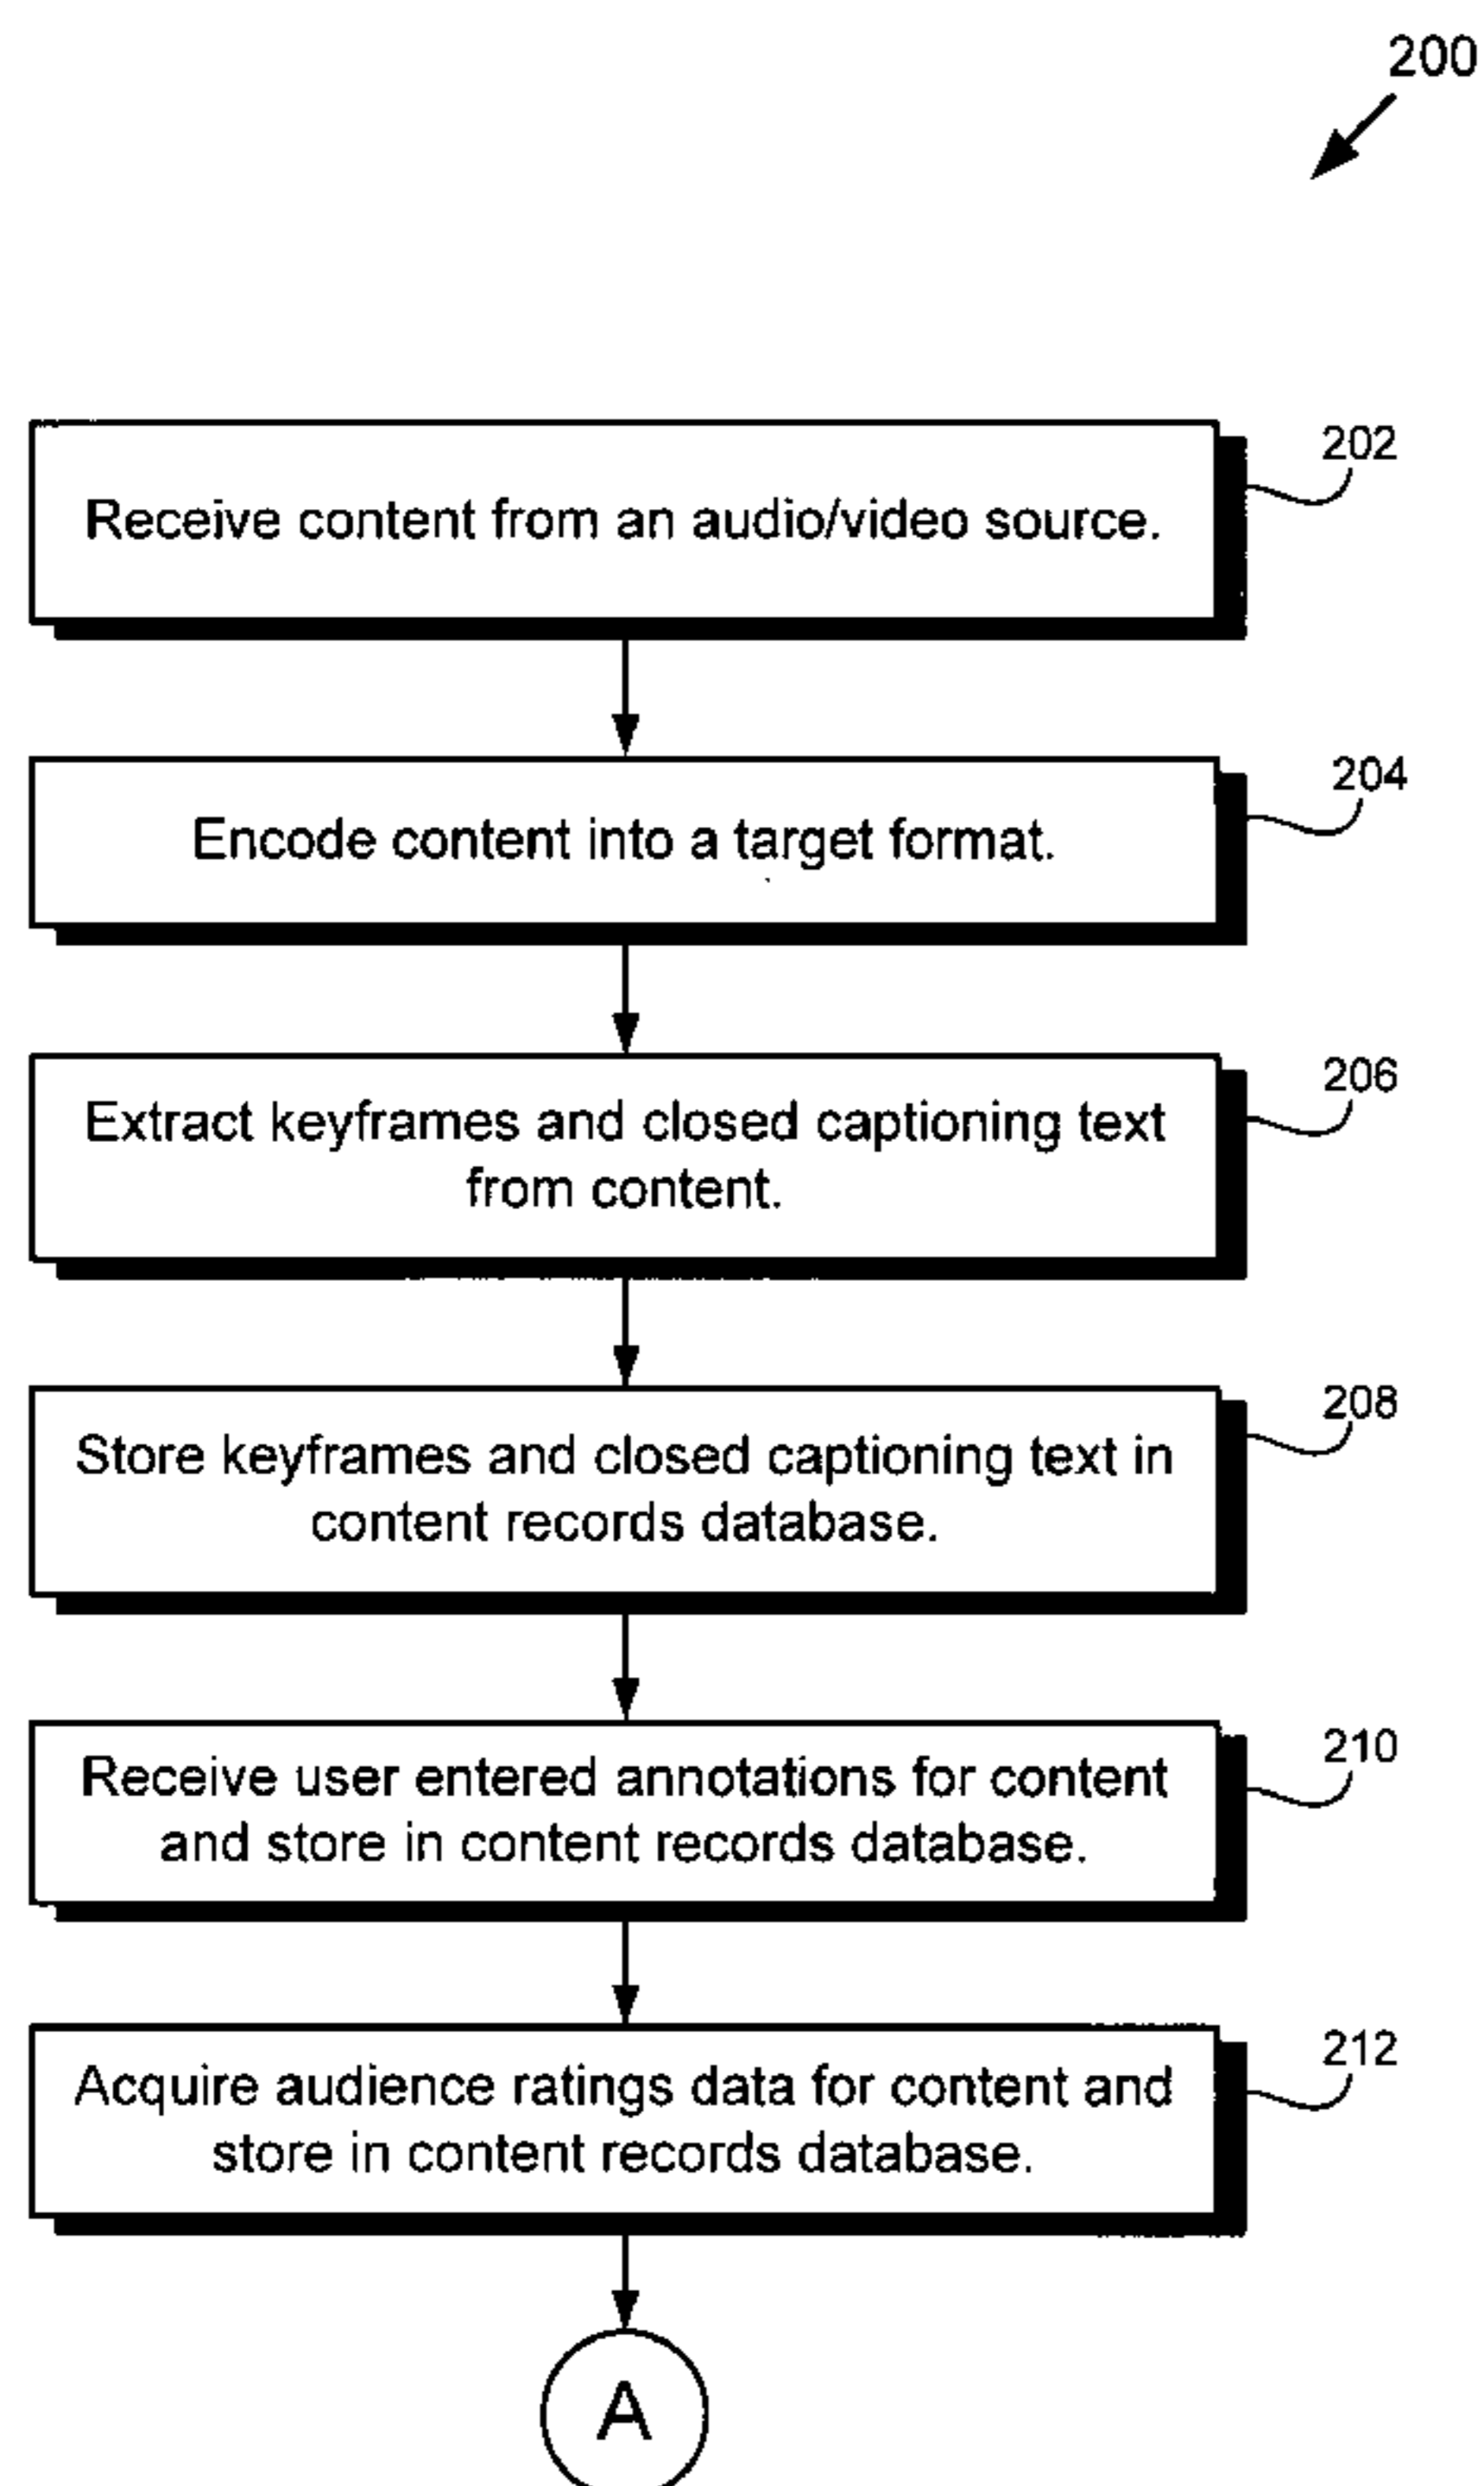 200
Receive content from an audio/video source.
202
Encode content into a target format.
204
Extract keyframes and closed captioning text
from content.
206
Store keyframes and closed captioning text in
content records database.
208
Receive user entered annotations for content
and store in content records database.
210
Acquire audience ratings data for content and
store in content records database.
212
A